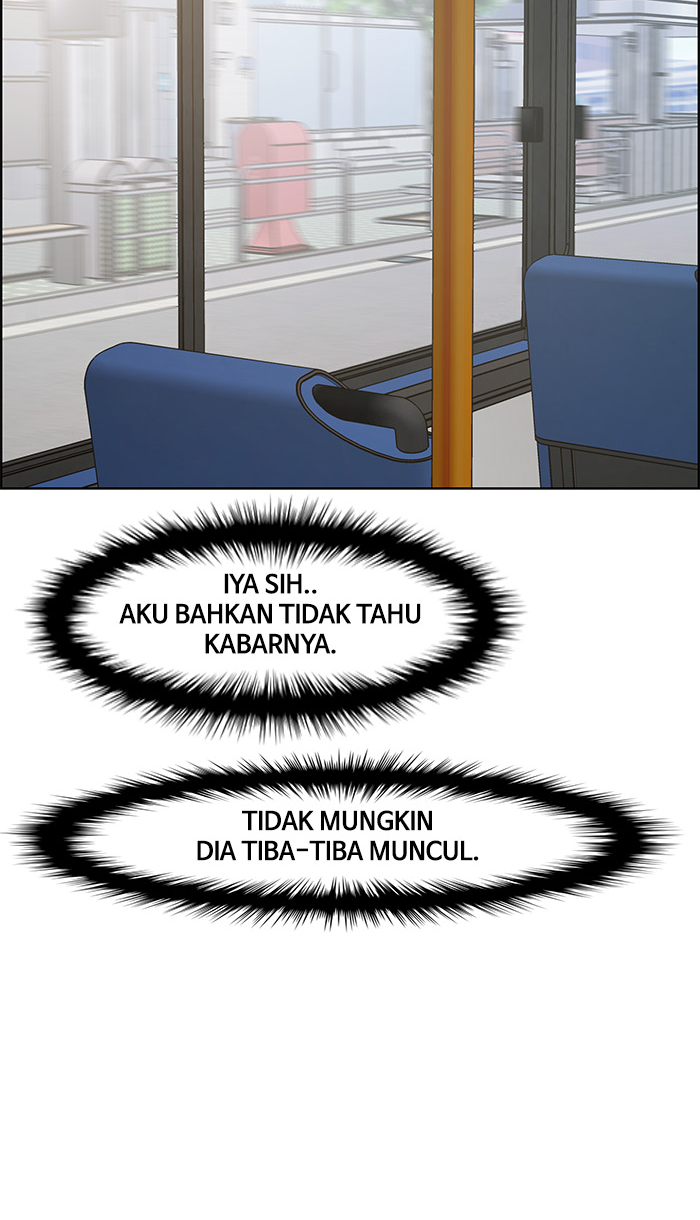 IYA SIH..
AKU BAHKAN TIDAK TAHU
KABARNYA.
TIDAK MUNGKIN
DIA TIBA-TIBA MUNCUL.